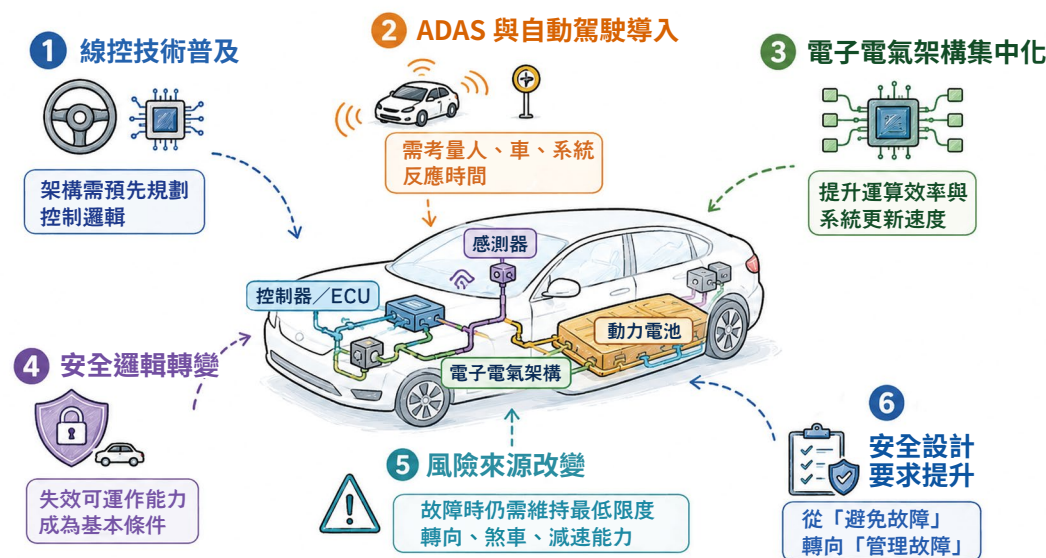 1 線控技術普及
架構需預先規劃
控制邏輯
2 ADAS 與自動駕駛導入
需考量人、車、系統
反應時間
3 電子電氣架構集中化
提升運算效率與
系統更新速度
感測器
控制器／ECU
動力電池
電子電氣架構
4 安全邏輯轉變
失效可運作能力
成為基本條件
5 風險來源改變
故障時仍需維持最低限度
轉向、煞車、減速能力
6
安全設計
要求提升
從「避免故障」
轉向「管理故障」